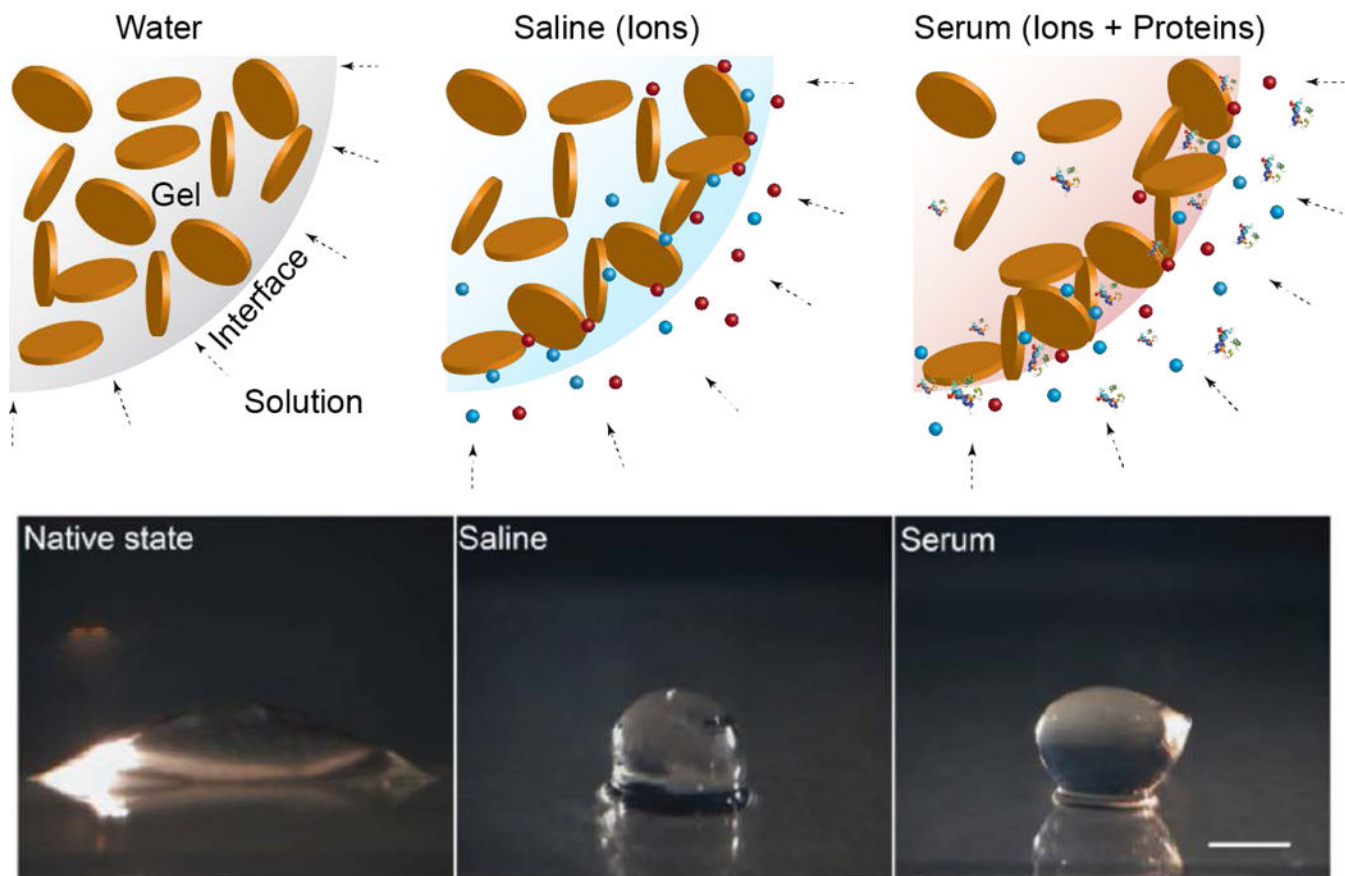 Water
Saline (Ions)
Serum (Ions + Proteins)
Gel
Interface
Solution
Native state
Saline
Serum